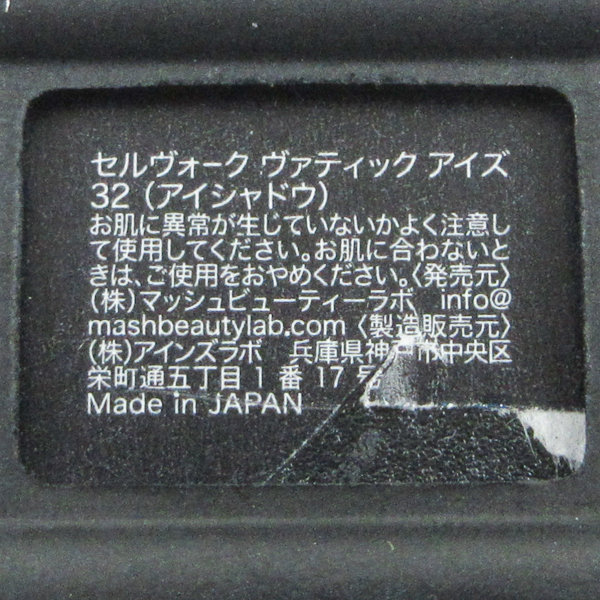 セルヴォーク ヴァティック アイズ
32（アイシャドウ）
お肌に異常が生じていないかよく注意し
て使用してください。お肌に合わないと
きは、ご使用をおやめください。〈発売元〉
(株)マッシュビューティーラボ　info@
mashbeautylab.com〈製造販売元〉
(株)アインズラボ　兵庫県神戸市中央区
栄町通五丁目1番17号
Made in JAPAN